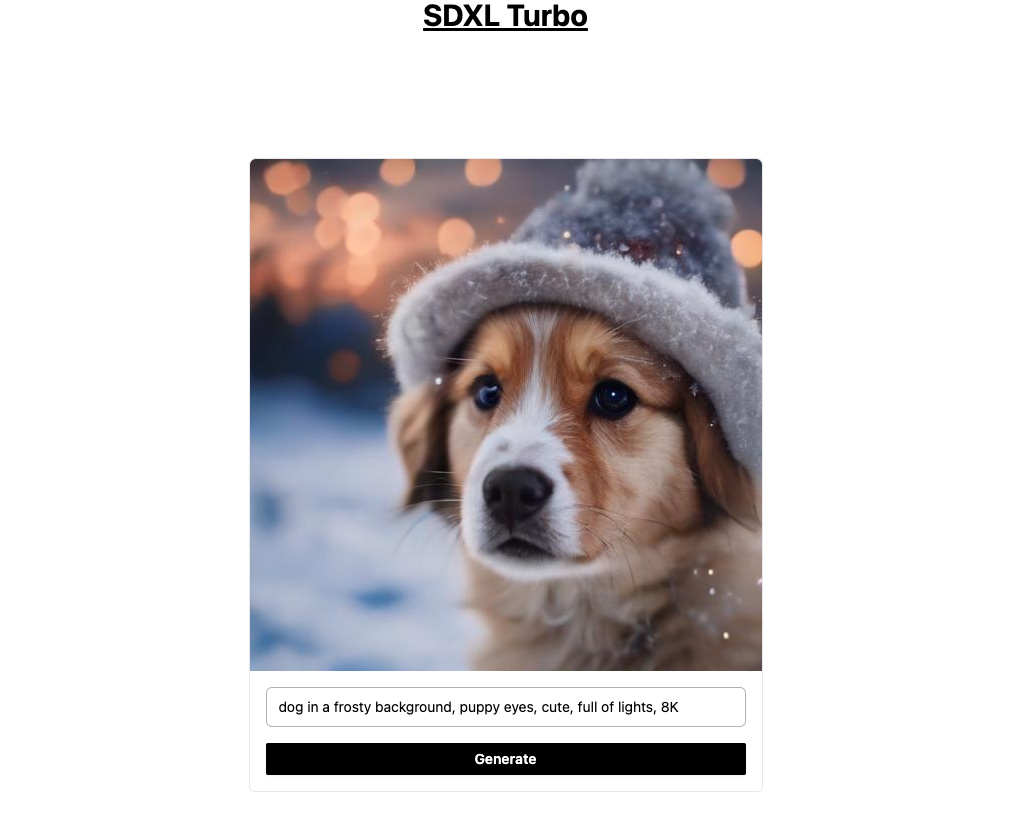 SDXL Turbo
dog in a frosty background, puppy eyes, cute, full of lights, 8K
Generate